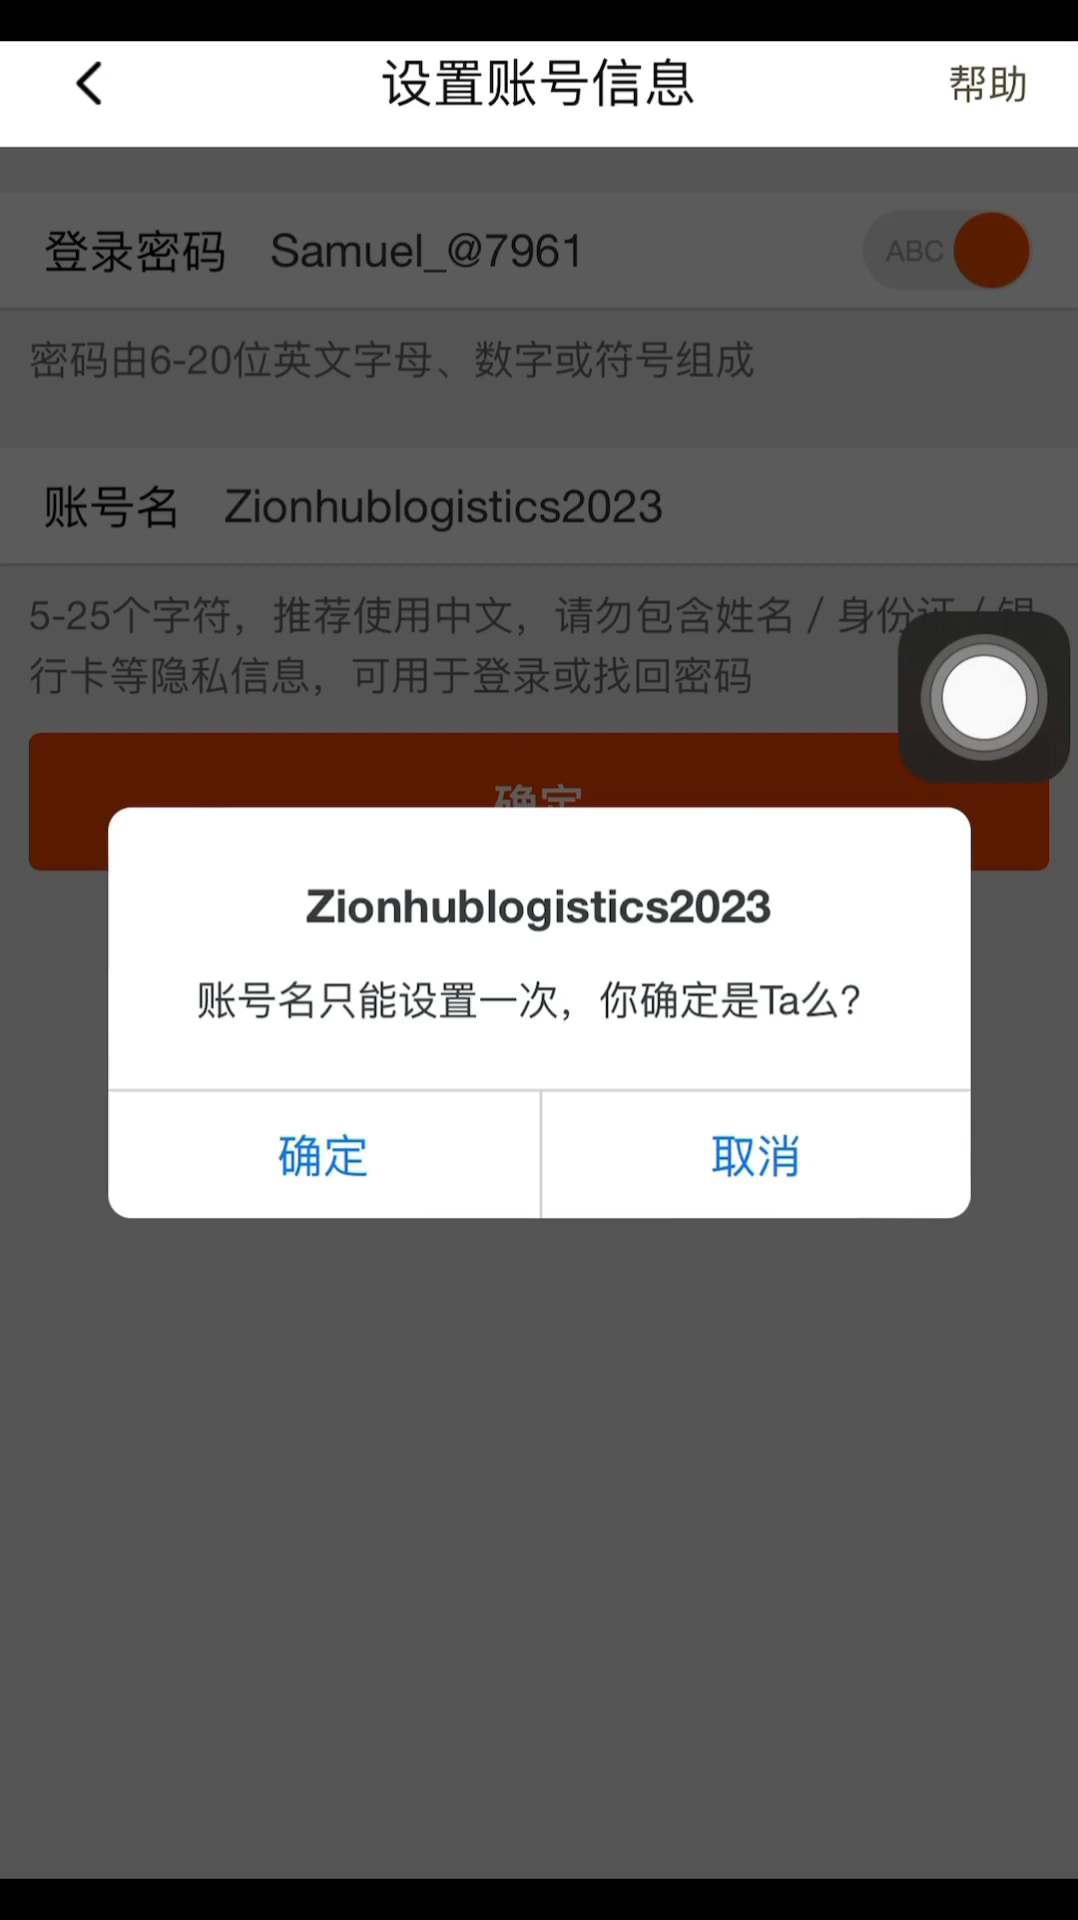 设置账号信息
帮助
登录密码 Samuel_@7961 ABC
密码由6-20位英文字母、数字或符号组成
账号名 Zionhublogistics2023
5-25个字符，推荐使用中文，请勿包含姓名 / 身份证 / 银
行卡等隐私信息，可用于登录或找回密码
确定
Zionhublogistics2023
账号名只能设置一次，你确定是Ta么？
确定
取消